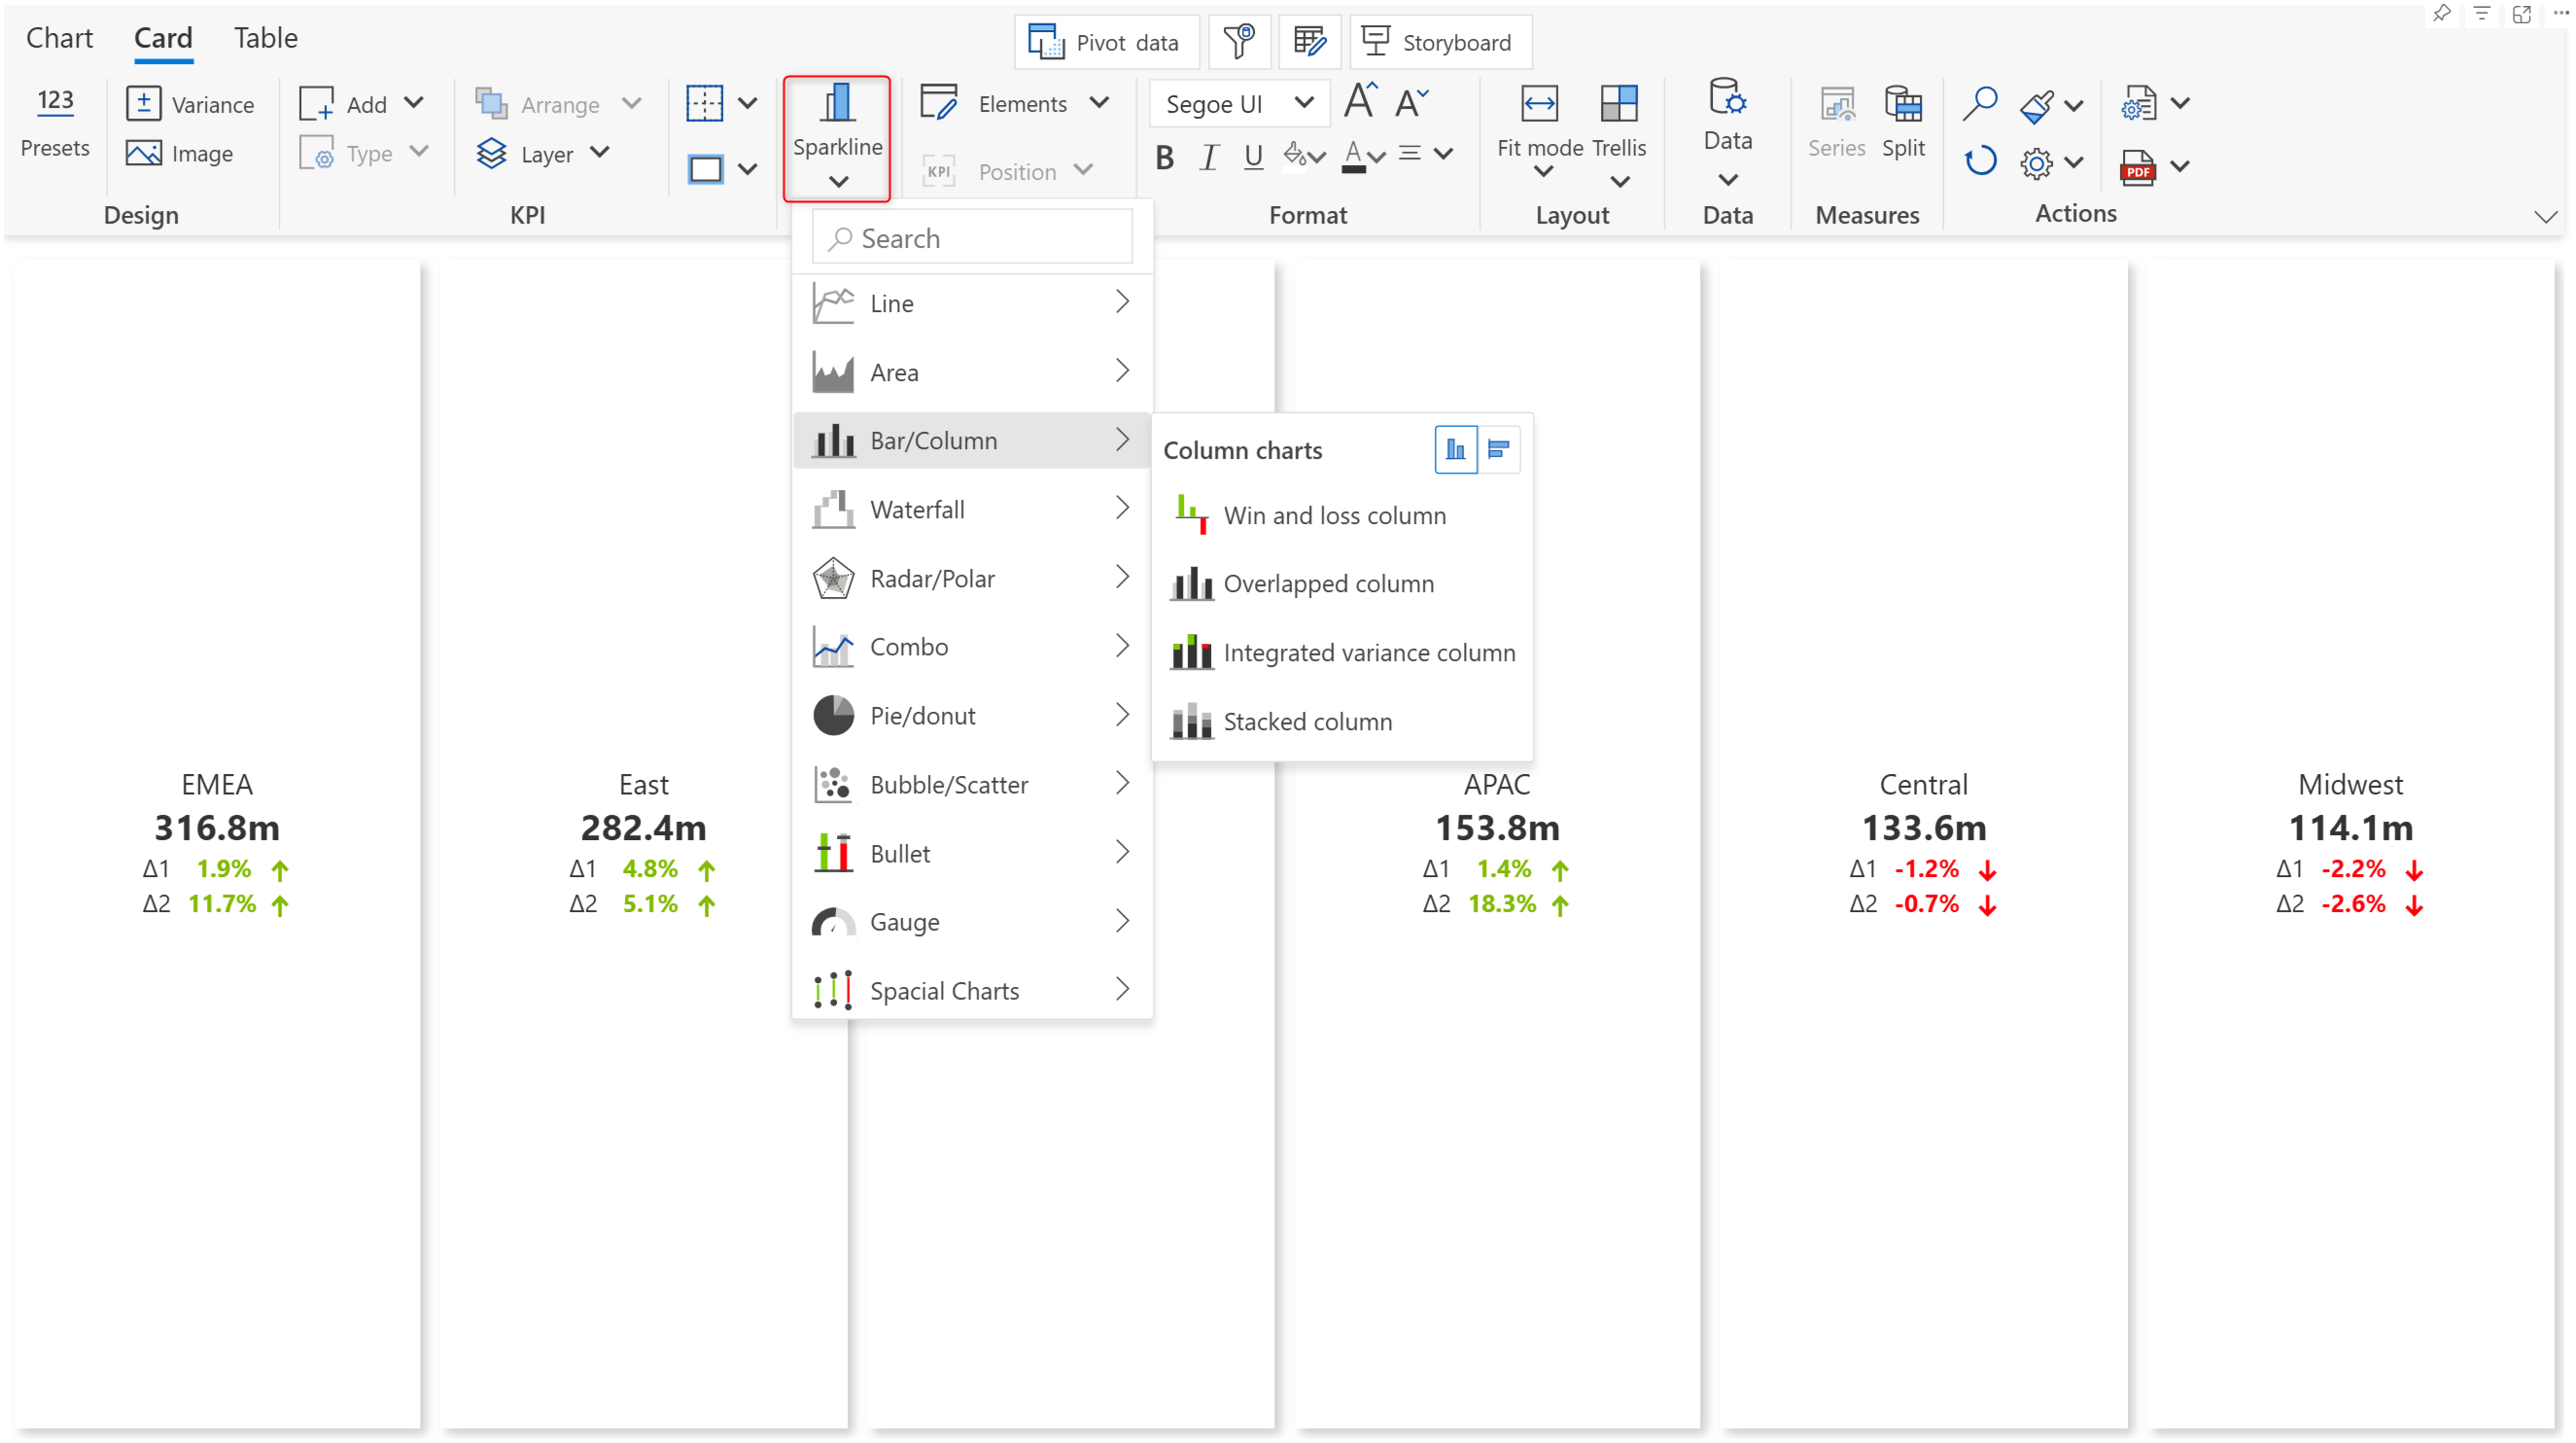 Chart Card Table
Pivot data Storyboard
123
Presets
Variance
Image
Design
Add
Type
Arrange
Layer
KPI
Sparkline
Elements
KPI Position
Segoe UI A A
B I U A
Format
Fit mode Trellis
Layout
Data
Data
Series Split
Measures
PDF
Actions
Search
Line
Area
Bar/Column
Waterfall
Radar/Polar
Combo
Pie/donut
Bubble/Scatter
Bullet
Gauge
Spacial Charts
Column charts
Win and loss column
Overlapped column
Integrated variance column
Stacked column
EMEA
316.8m
Δ1 1.9%
Δ2 11.7%
East
282.4m
Δ1 4.8%
Δ2 5.1%
APAC
153.8m
Δ1 1.4%
Δ2 18.3%
Central
133.6m
Δ1 -1.2%
Δ2 -0.7%
Midwest
114.1m
Δ1 -2.2%
Δ2 -2.6%